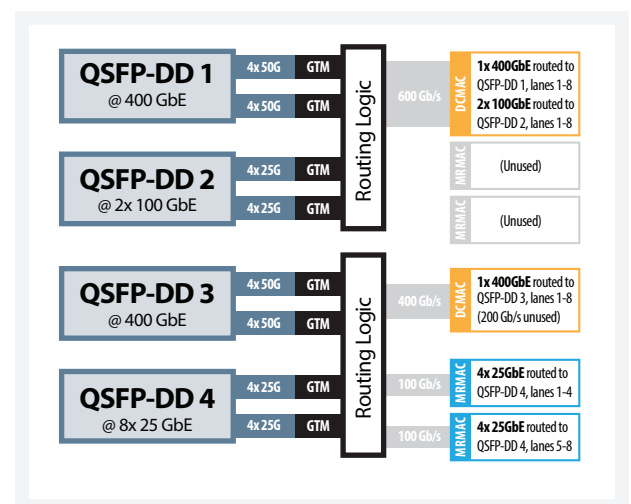 QSFP-DD 1
@ 400 GbE
4x 50G GTM
4x 50G GTM
QSFP-DD 2
@ 2x 100 GbE
4x 25G GTM
4x 25G GTM
Routing Logic
600 Gb/s
DCMAC
1x 400GbE routed to
QSFP-DD 1, lanes 1-8
2x 100GbE routed to
QSFP-DD 2, lanes 1-8
MRMAC
(Unused)
MRMAC
(Unused)
QSFP-DD 3
@ 400 GbE
4x 50G GTM
4x 50G GTM
QSFP-DD 4
@ 8x 25 GbE
4x 25G GTM
4x 25G GTM
Routing Logic
400 Gb/s
DCMAC
1x 400GbE routed to
QSFP-DD 3, lanes 1-8
(200 Gb/s unused)
100 Gb/s
MRMAC
4x 25GbE routed to
QSFP-DD 4, lanes 1-4
100 Gb/s
MRMAC
4x 25GbE routed to
QSFP-DD 4, lanes 5-8